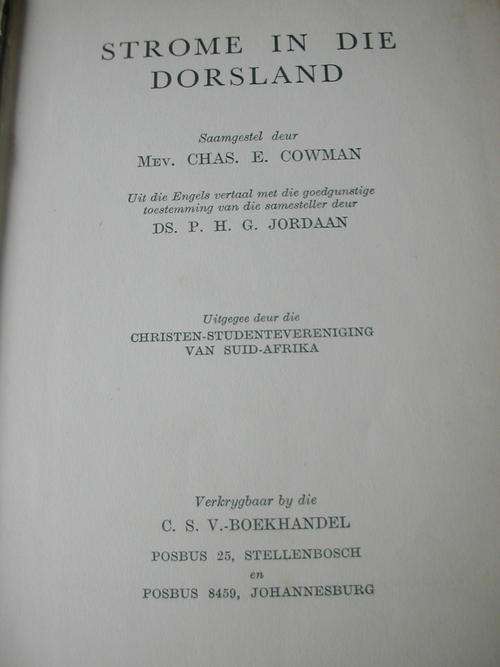 STROME IN DIE
DORSLAND
Saamgestel deur
MEV. CHAS. E. COWMAN
Uit die Engels vertaal met die goedgunstige
toestemming van die samesteller deur
DS. P. H. G. JORDAAN
Uitgegee deur die
CHRISTEN-STUDENTEVERENIGING
VAN SUID-AFRIKA
Verkrygbaar by die
C. S. V.-BOEKHANDEL
POSBUS 25, STELLENBOSCH
en
POSBUS 8459, JOHANNESBURG